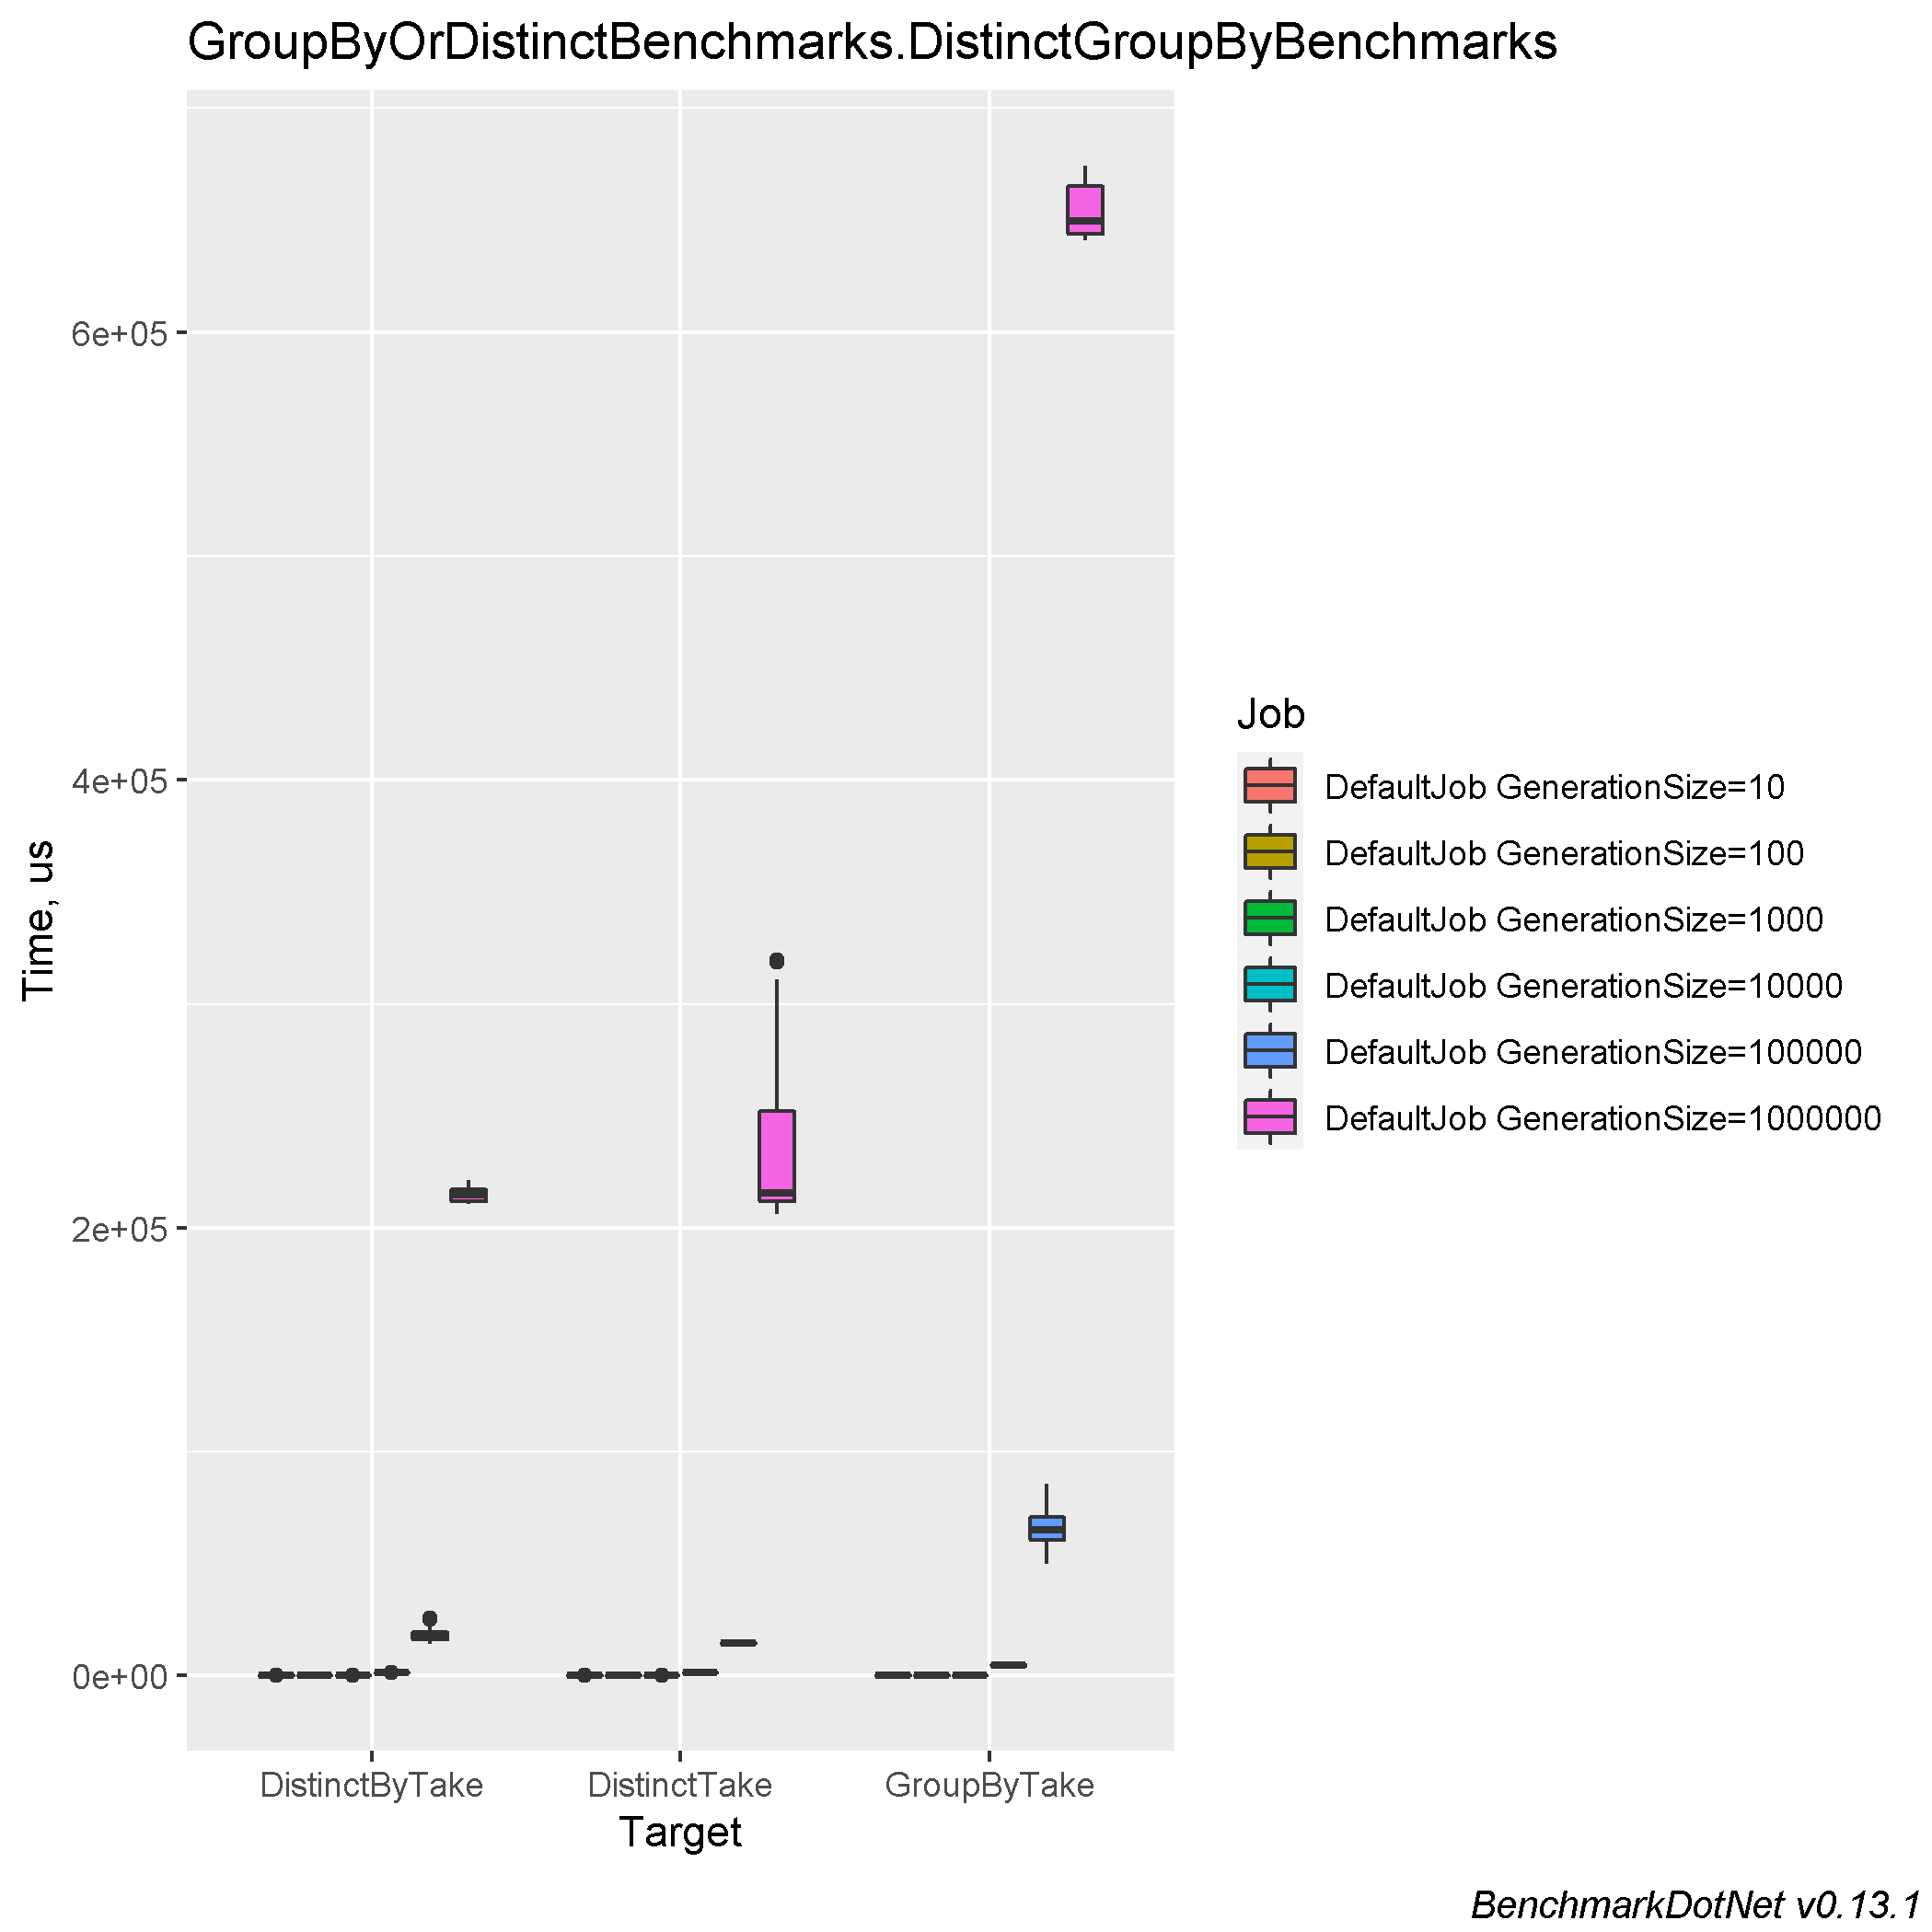 GroupByOrDistinctBenchmarks.DistinctGroupByBenchmarks
6e+05
4e+05
2e+05
0e+00
Time, us
DistinctByTake DistinctTake GroupByTake
Target
Job
DefaultJob GenerationSize=10
DefaultJob GenerationSize=100
DefaultJob GenerationSize=1000
DefaultJob GenerationSize=10000
DefaultJob GenerationSize=100000
DefaultJob GenerationSize=1000000
BenchmarkDotNet v0.13.1